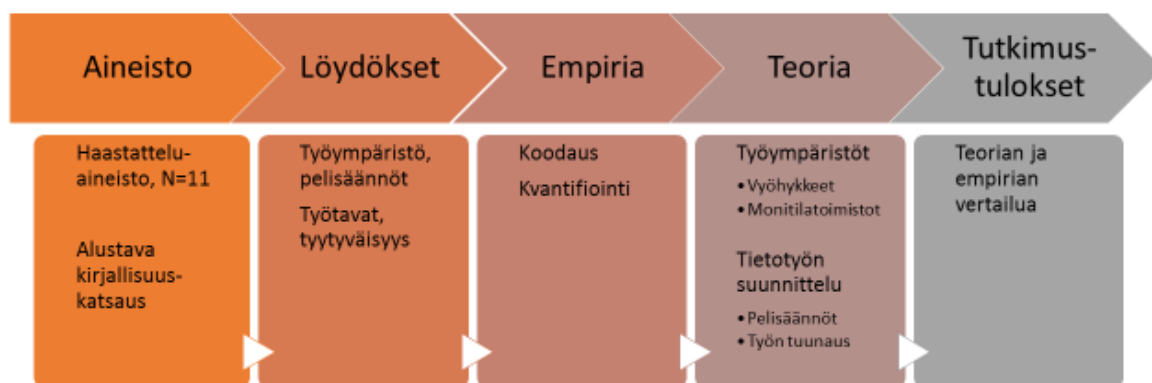 Aineisto
Löydökset
Empiria
Teoria
Tutkimus-
tulokset
Haastattelu-
aineisto, N=11
Alustava
kirjallisuus-
katsaus
Työympäristö,
pelisäännöt
Työtavat,
tyytyväisyys
Koodaus
Kvantifiointi
Työympäristöt
• Vyöhykkeet
• Monitilatoimistot
Tietotyön
suunnittelu
• Pelisäännöt
• Työn tuunaus
Teorian ja
empirian
vertailua